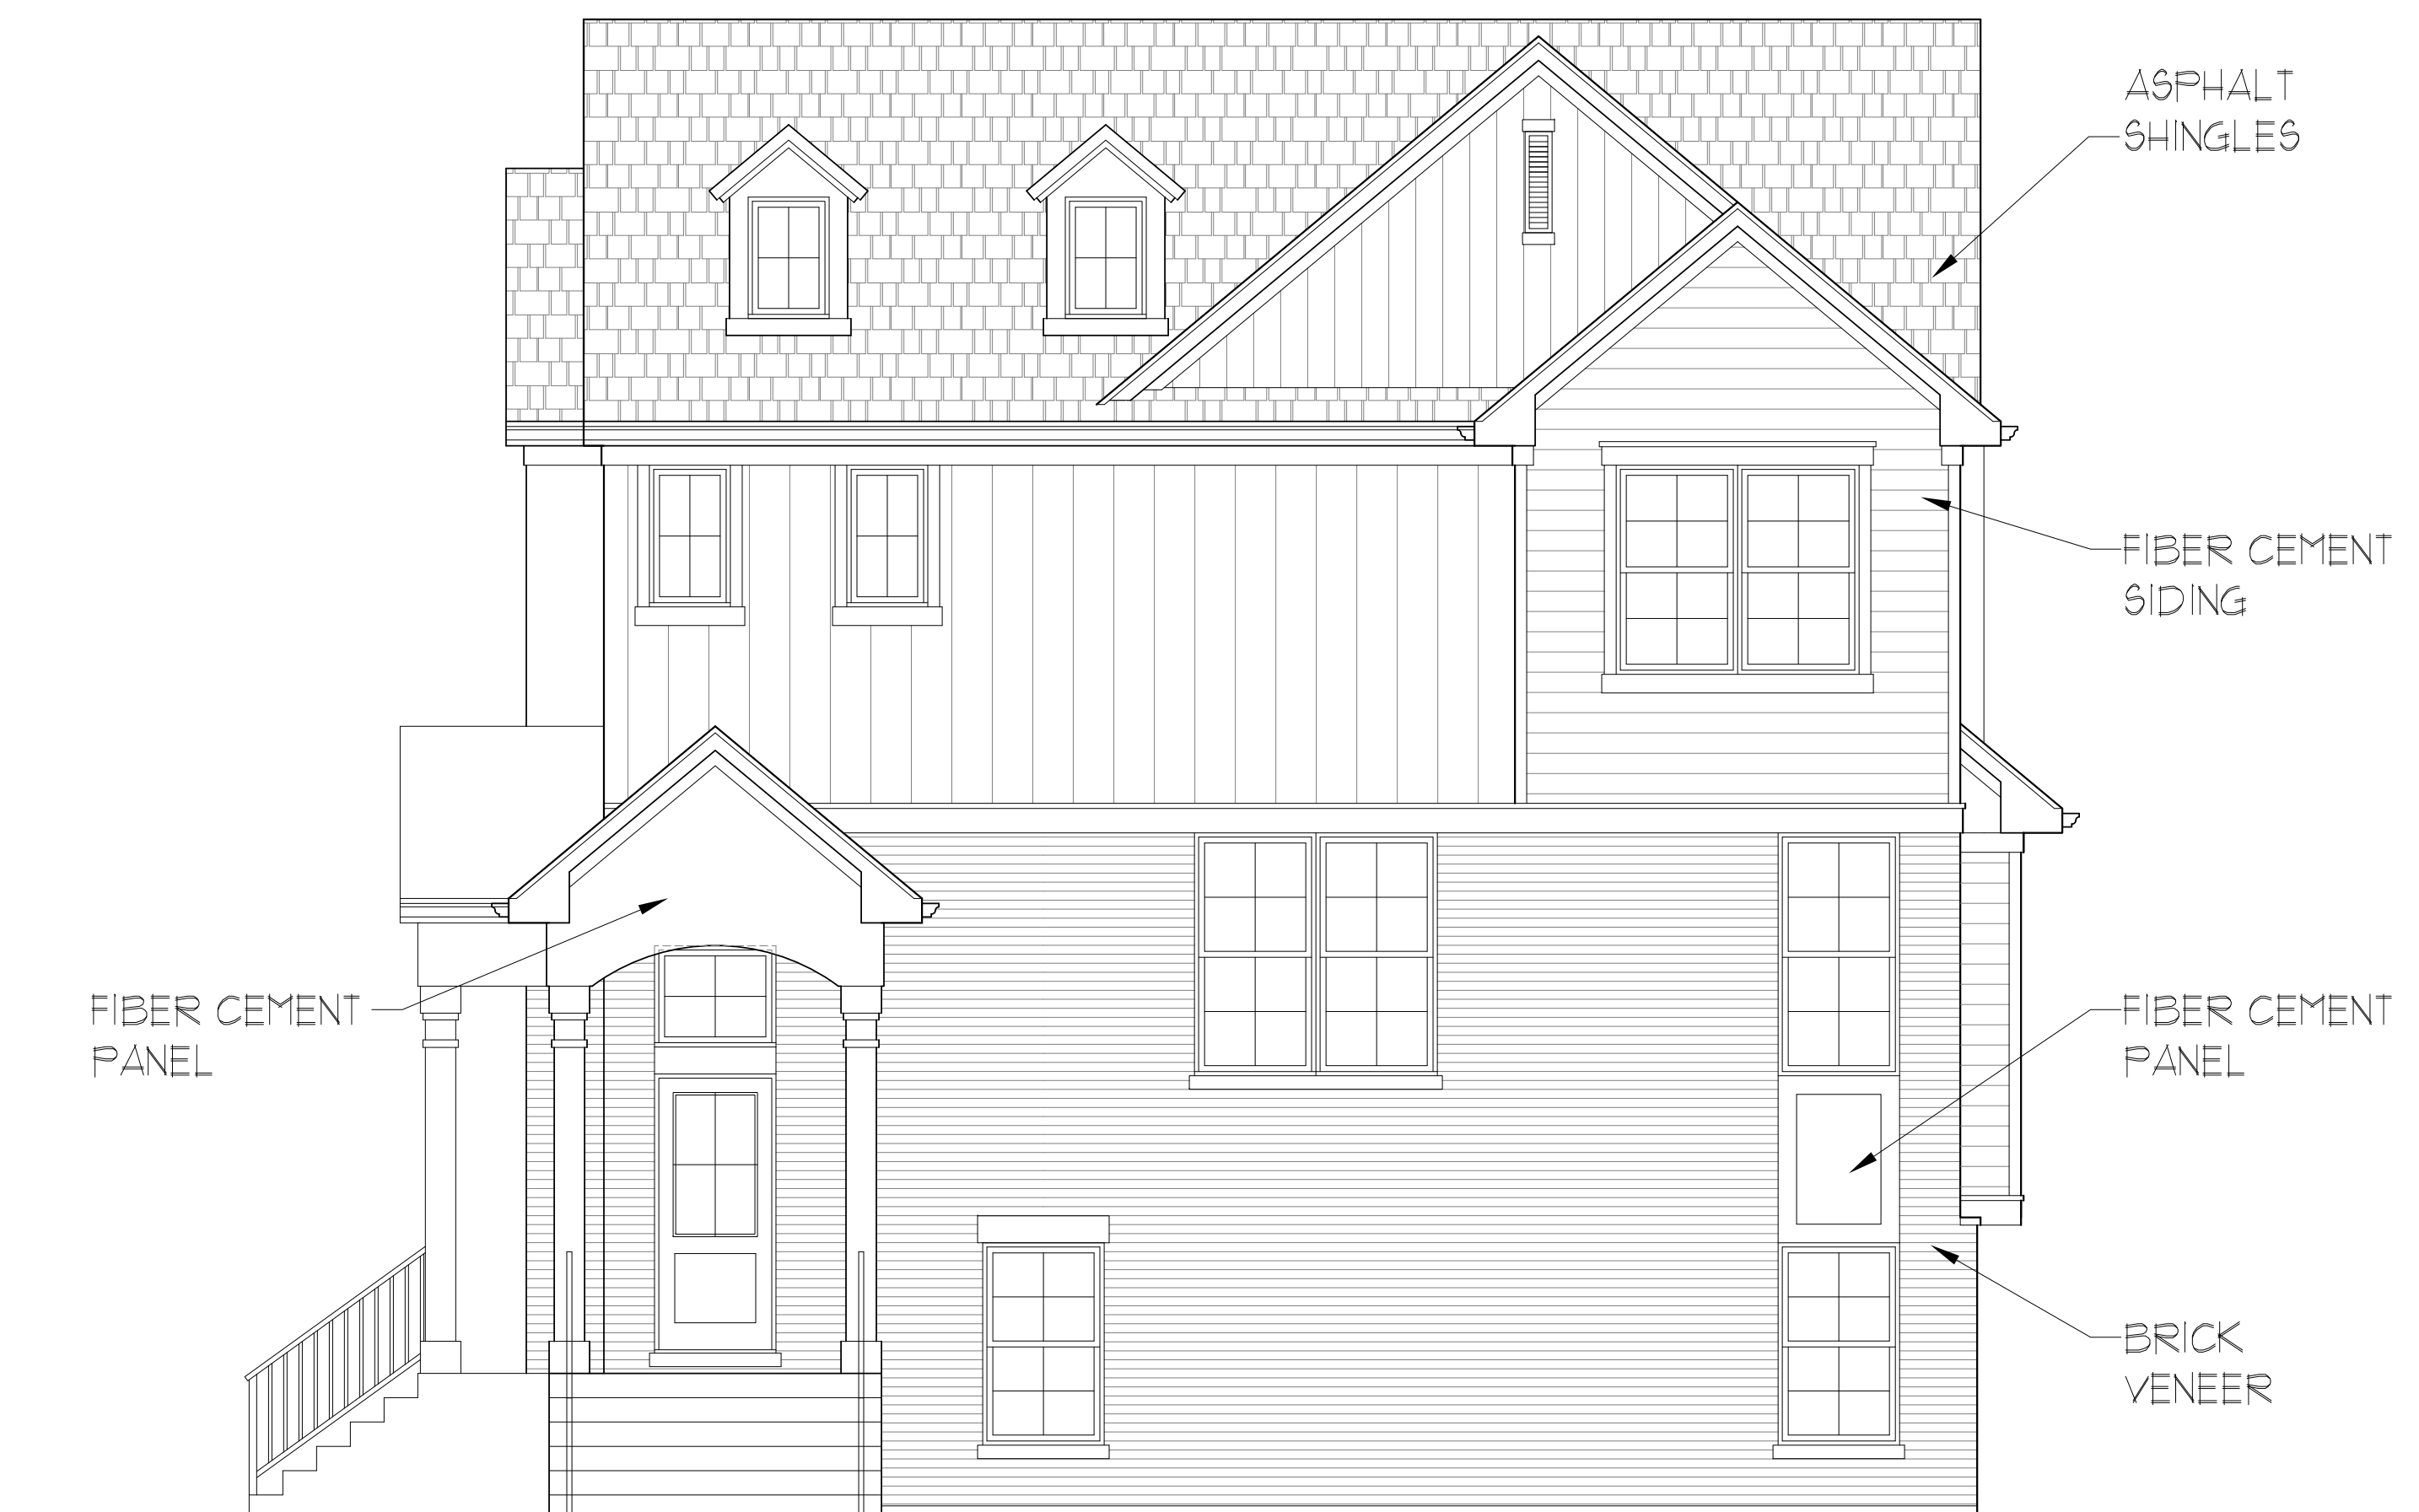 ASPHALT
SHINGLES
FIBER CEMENT
SIDING
FIBER CEMENT
PANEL
FIBER CEMENT
PANEL
BRICK
VENEER